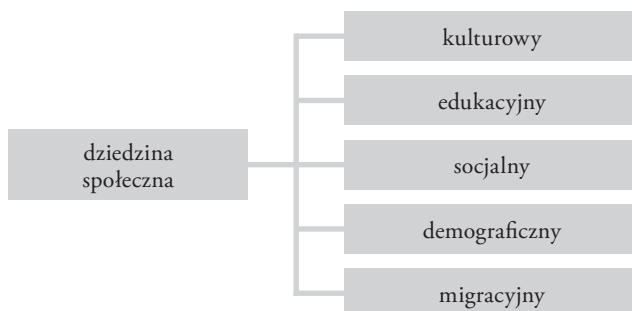 dziedzina
społeczna
kulturowy
edukacyjny
socjalny
demograficzny
migracyjny